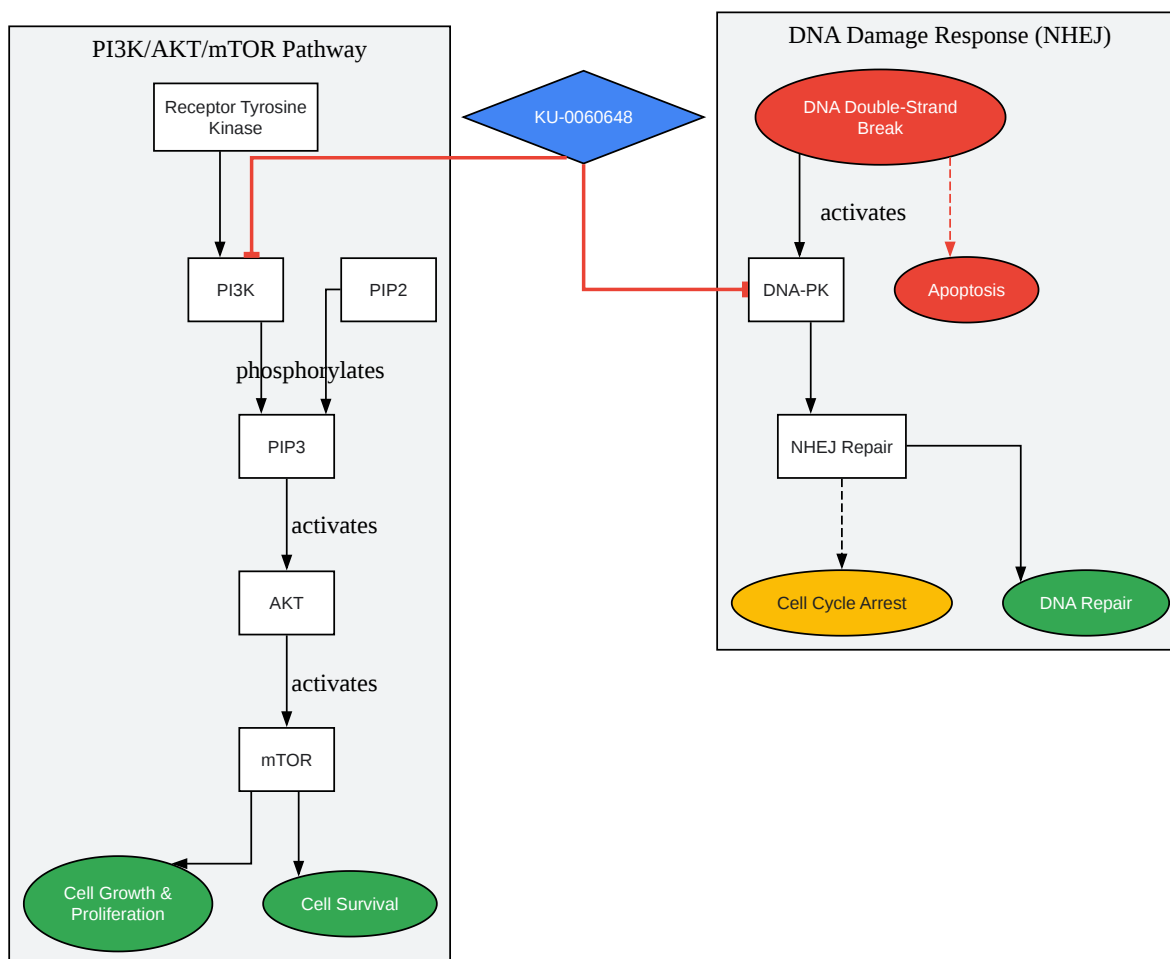 PI3K/AKT/mTOR Pathway
Receptor Tyrosine
Kinase
PI3K
PIP2
phosphorylates
PIP3
activates
AKT
activates
mTOR
Cell Growth &
Proliferation
Cell Survival
KU-0060648
DNA Damage Response (NHEJ)
DNA Double-Strand
Break
activates
DNA-PK
Apoptosis
NHEJ Repair
Cell Cycle Arrest
DNA Repair